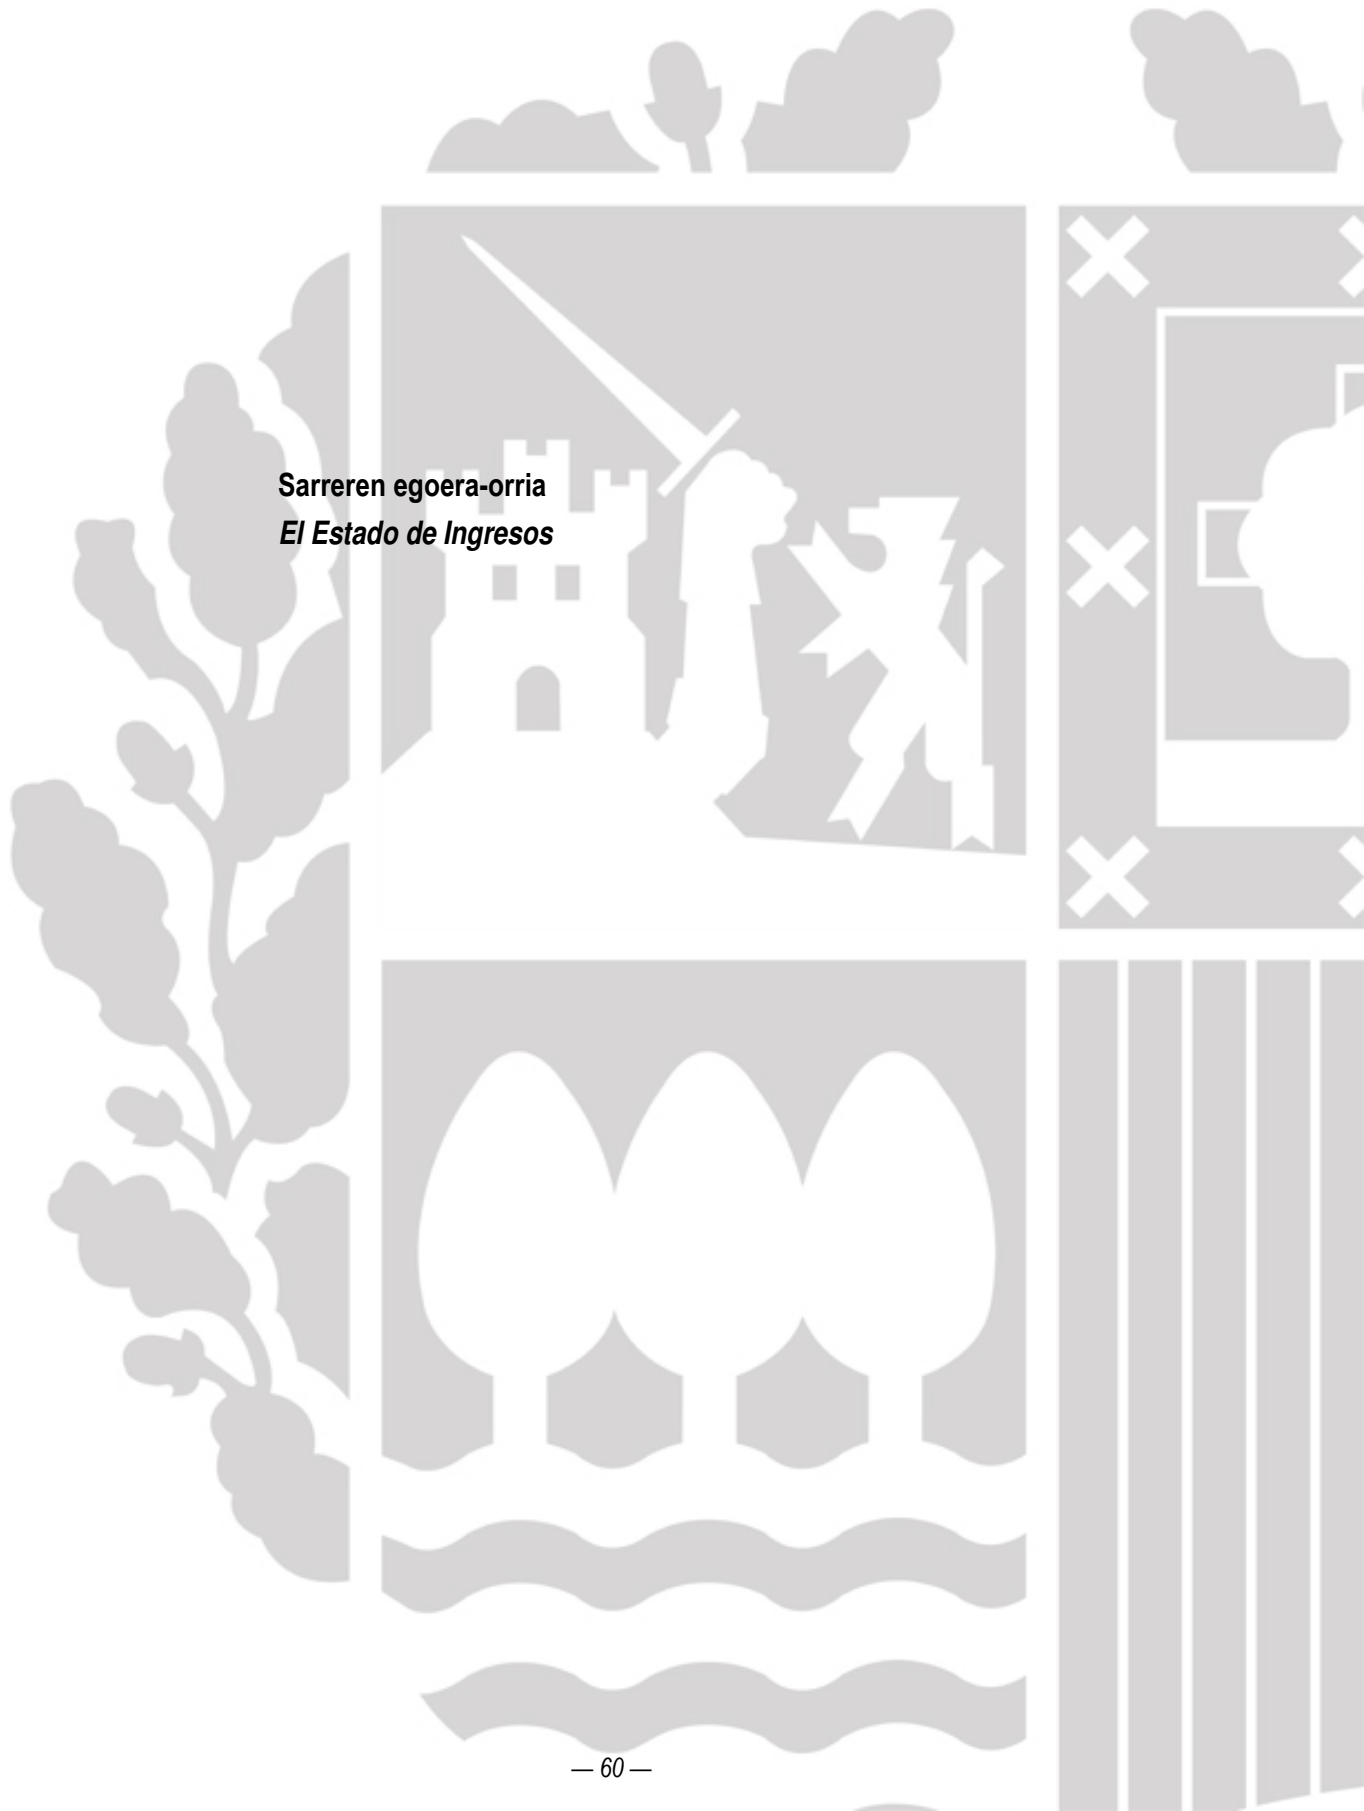 Sarreren egoera-orria
El Estado de Ingresos
— 60 —